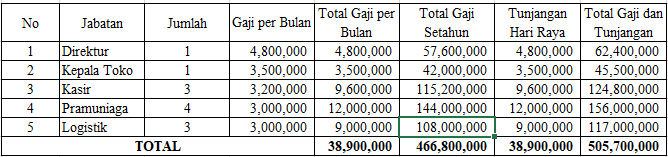 No Jabatan Jumlah Gaji per Bulan Total Gaji per Bulan Total Gaji Setahun Tunjangan Hari Raya Total Gaji dan Tunjangan
1 Direktur 1 4,800,000 4,800,000 57,600,000 4,800,000 62,400,000
2 Kepala Toko 1 3,500,000 3,500,000 42,000,000 3,500,000 45,500,000
3 Kasir 3 3,200,000 9,600,000 115,200,000 9,600,000 124,800,000
4 Pramuniaga 4 3,000,000 12,000,000 144,000,000 12,000,000 156,000,000
5 Logistik 3 3,000,000 9,000,000 108,000,000 9,000,000 117,000,000
TOTAL 38,900,000 466,800,000 38,900,000 505,700,000